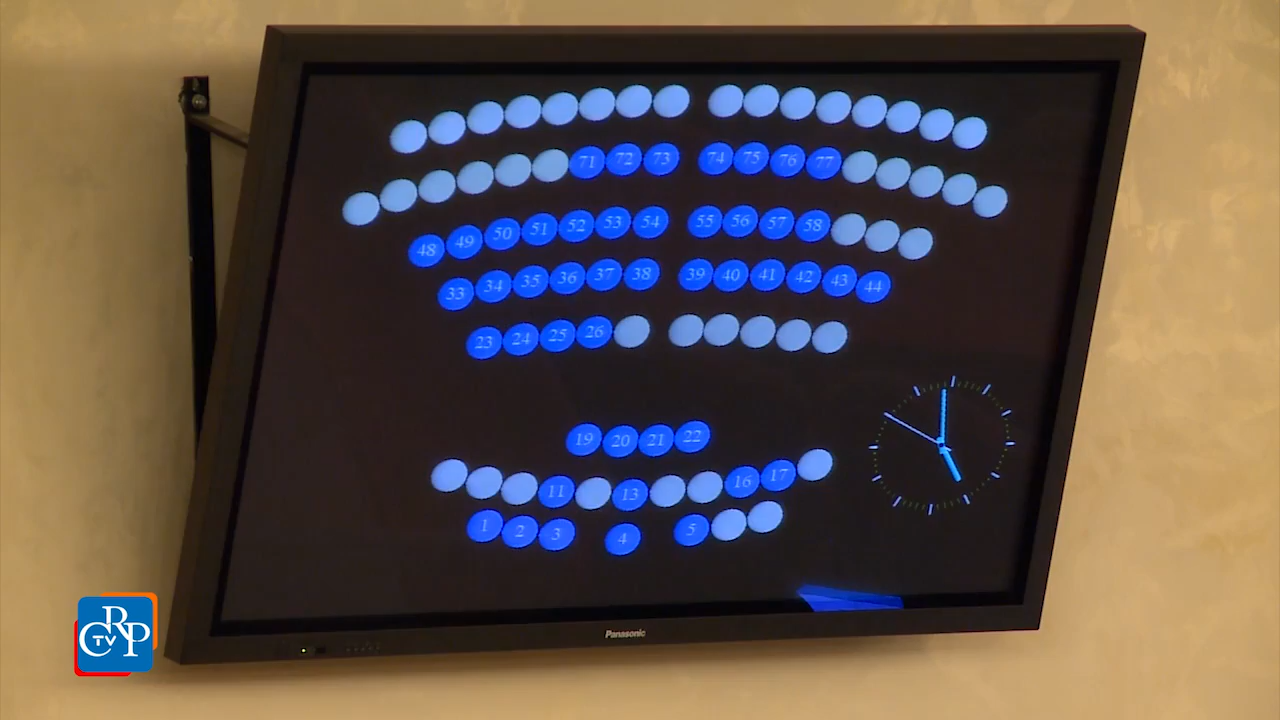 71 72 73 74 75 76 77
48 49 50 51 52 53 54 55 56 57 58
33 34 35 36 37 38 39 40 41 42 43 44
23 24 25 26
19 20 21 22
11 13 16 17
1 2 3 4 5
Panasonic
CRP
TV